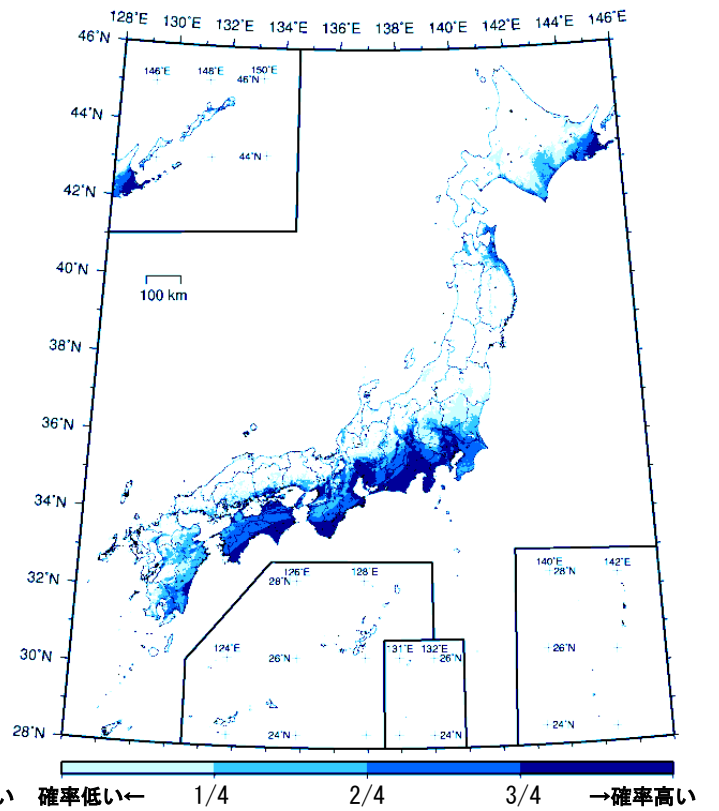 128°E 130°E 132°E 134°E 136°E 138°E 140°E 142°E 144°E 146°E
46°N
146°E 148°E 150°E
46°N
44°N
44°N
42°N
40°N
100 km
38°N
36°N
34°N
32°N
126°E 128°E
28°N
140°E 142°E
28°N
124°E
26°N
131°E 132°E
26°N
26°N
30°N
24°N
24°N
24°N
28°N
い 確率低い← 1/4 2/4 3/4 →確率高い